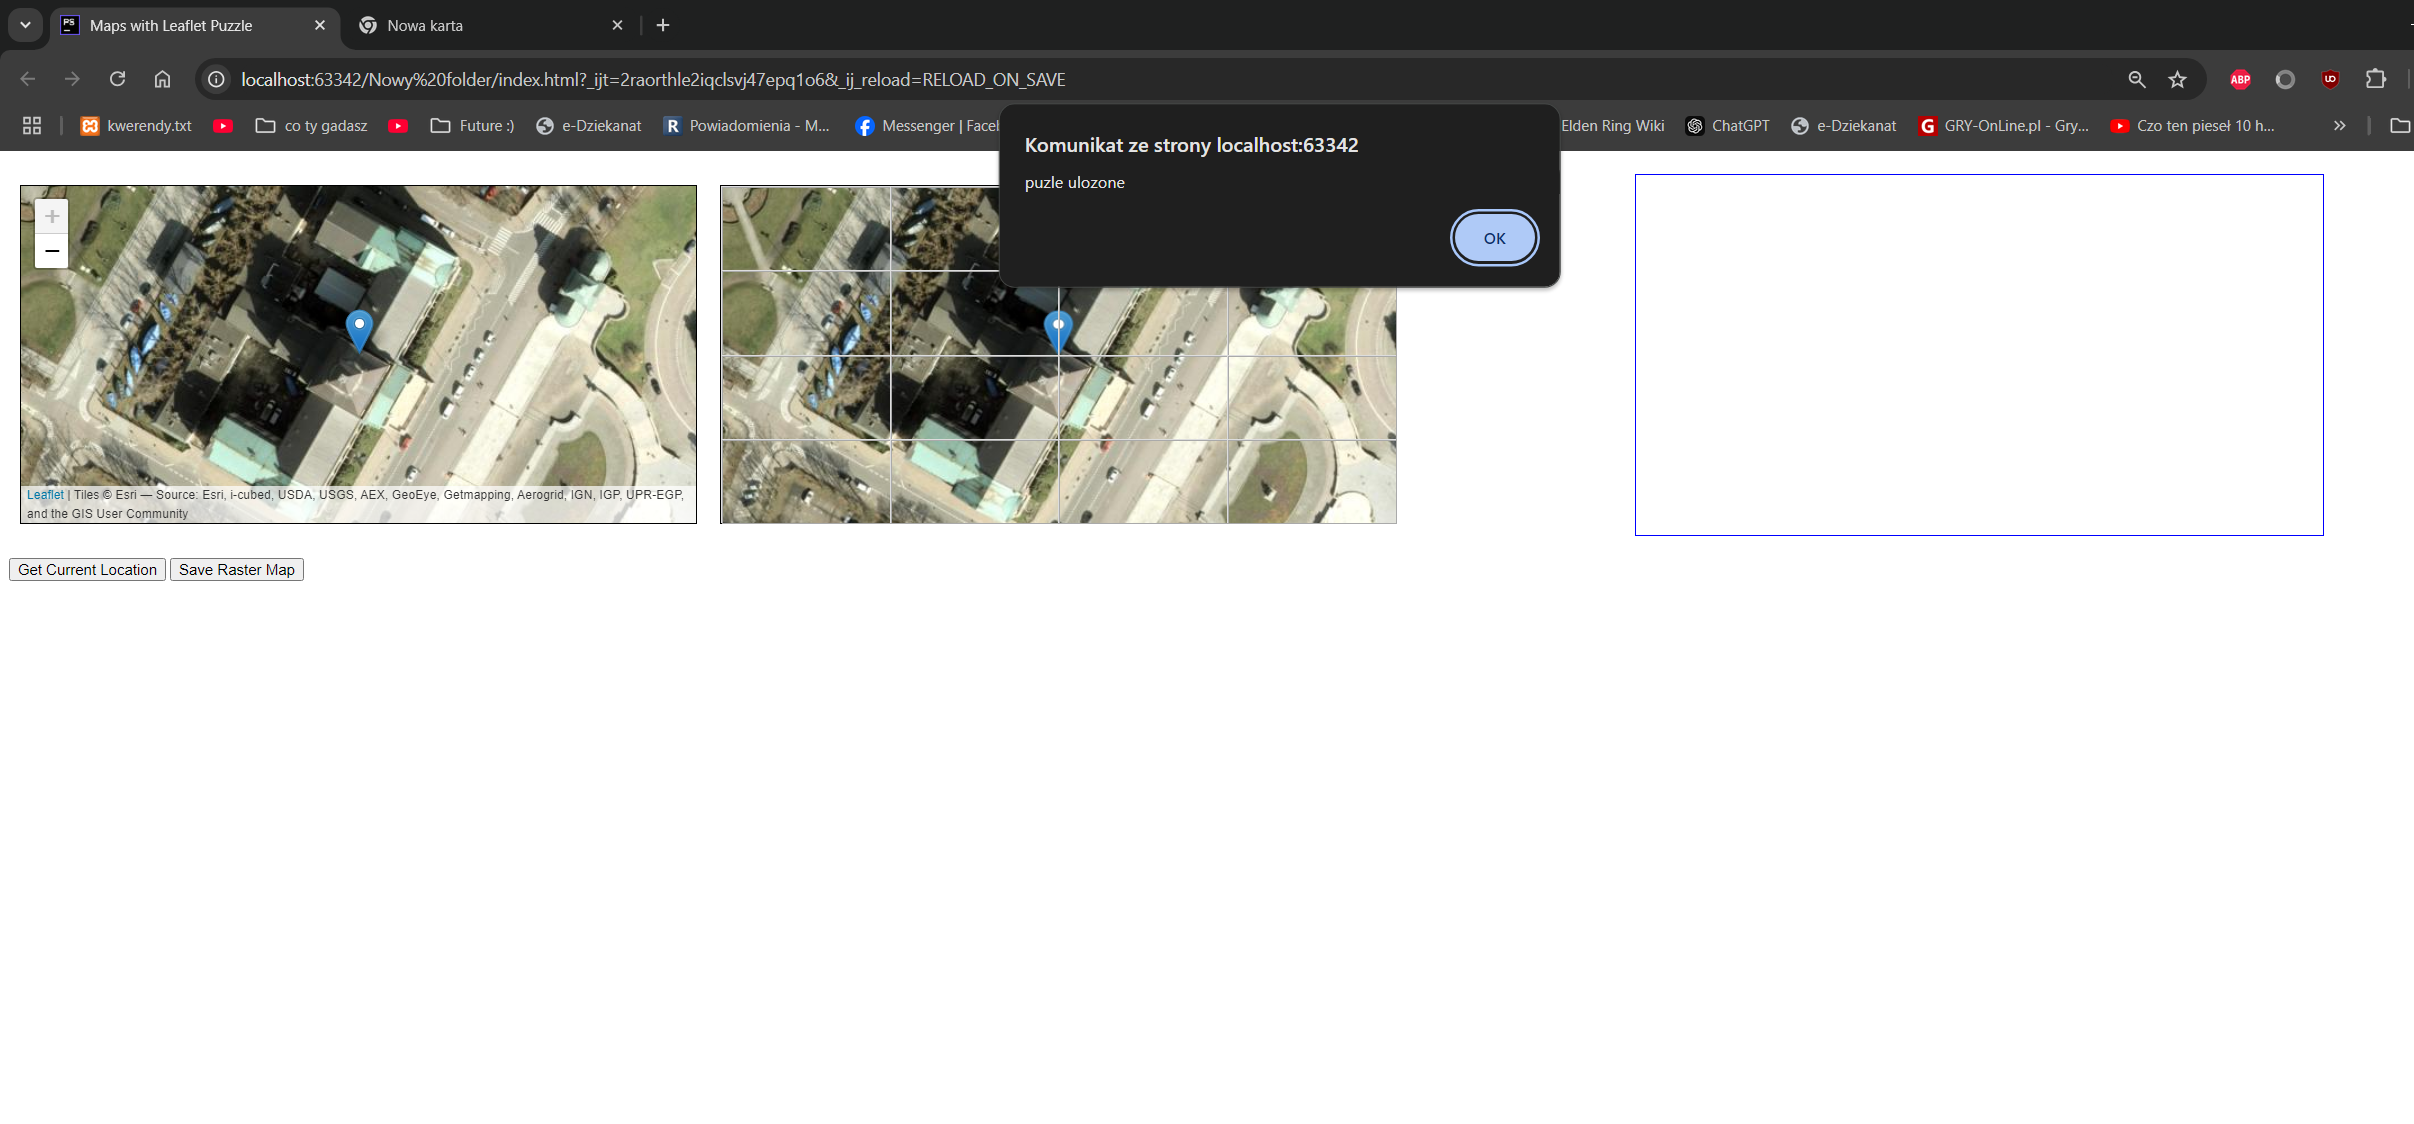 Maps with Leaflet Puzzle
Nowa karta
localhost:63342/Nowy%20folder/index.html?_ijt=2raorthle2iqclsvj47epq1o6&_ij_reload=RELOAD_ON_SAVE
ABP
kwerendy.txt
co ty gadasz
Future :)
e-Dziekanat
R Powiadomienia - M...
Messenger | Facel
Elden Ring Wiki
ChatGPT
e-Dziekanat
G GRY-OnLine.pl - Gry...
Czo ten pieseł 10 h...
»
Komunikat ze strony localhost:63342
puzle ulozone
OK
+
−
Leaflet | Tiles © Esri — Source: Esri, i-cubed, USDA, USGS, AEX, GeoEye, Getmapping, Aerogrid, IGN, IGP, UPR-EGP,
and the GIS User Community
Get Current Location
Save Raster Map